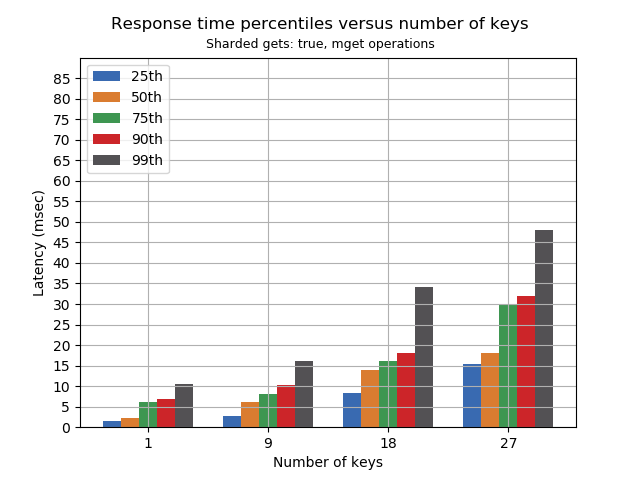 Response time percentiles versus number of keys
Sharded gets: true, mget operations
85
80
75
70
65
60
55
50
45
40
35
30
25
20
15
10
5
0
Latency (msec)
25th
50th
75th
90th
99th
1 9 18 27
Number of keys